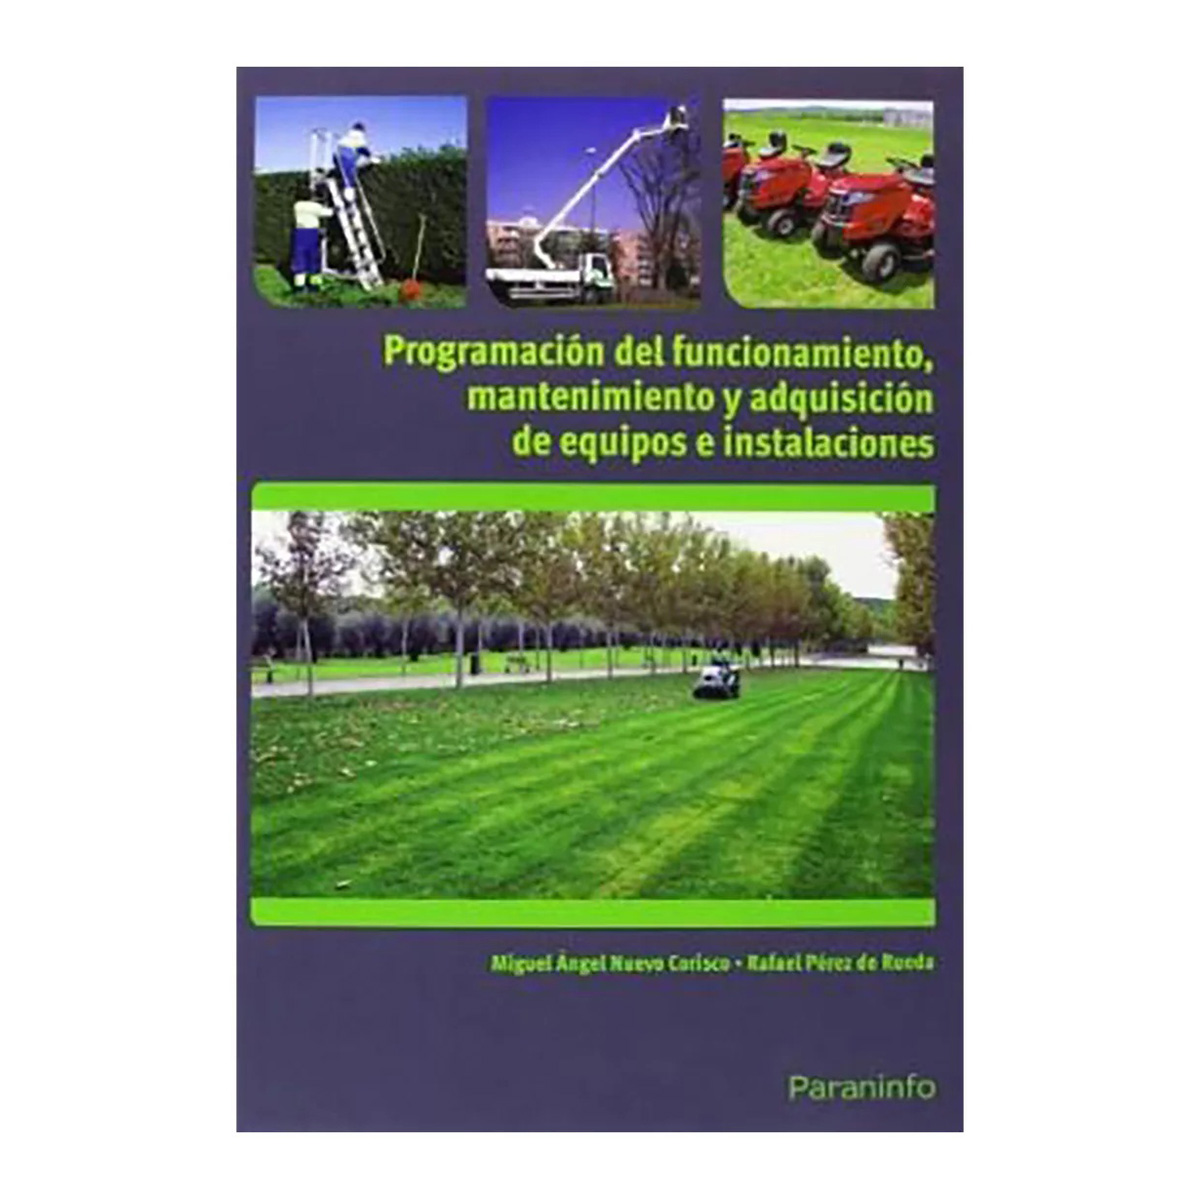 Programación del funcionamiento,
mantenimiento y adquisición
de equipos e instalaciones
Miguel Ángel Nuevo Corisco • Rafael Pérez de Rueda
Paraninfo